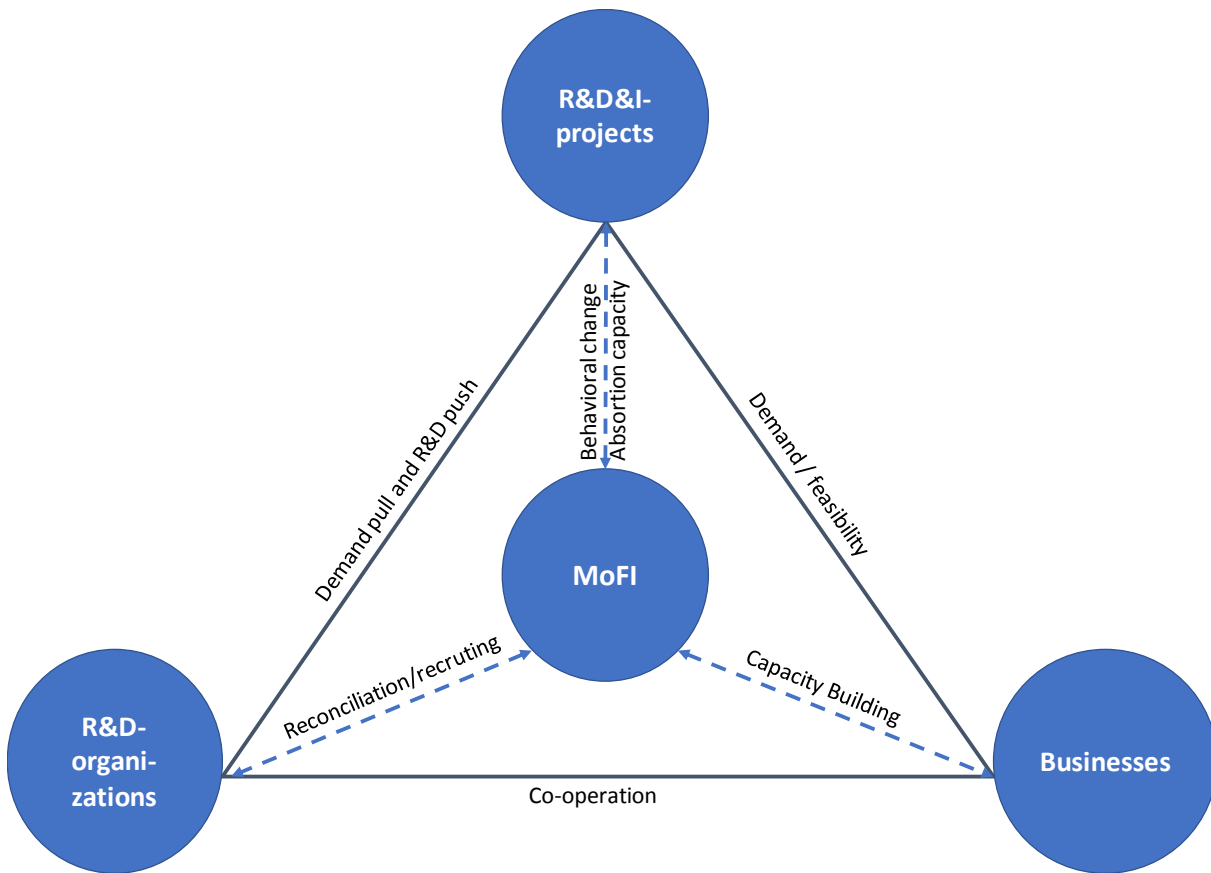 R&D&I-
projects
Behavioral change
Absortion capacity
Demand pull and R&D push
Demand / feasibility
MoFI
Reconciliation/recruting
Capacity Building
R&D-
organi-
zations
Businesses
Co-operation